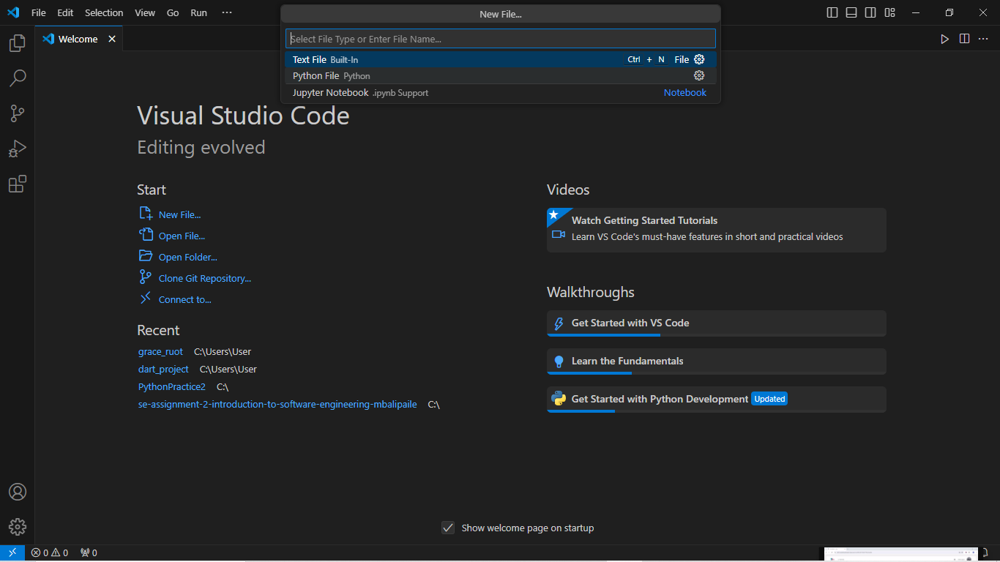 File Edit Selection View Go Run ···
New File...
Welcome
Select File Type or Enter File Name...
Text File Built-In Ctrl + N File
Python File Python
Jupyter Notebook .ipynb Support Notebook
Visual Studio Code
Editing evolved
Start
New File...
Open File...
Open Folder...
Clone Git Repository...
Connect to...
Recent
grace_ruot C:\Users\User
dart_project C:\Users\User
PythonPractice2 C:\
se-assignment-2-introduction-to-software-engineering-mbalipaile C:\
Videos
Watch Getting Started Tutorials
Learn VS Code's must-have features in short and practical videos
Walkthroughs
Get Started with VS Code
Learn the Fundamentals
Get Started with Python Development Updated
Show welcome page on startup
0 0 0